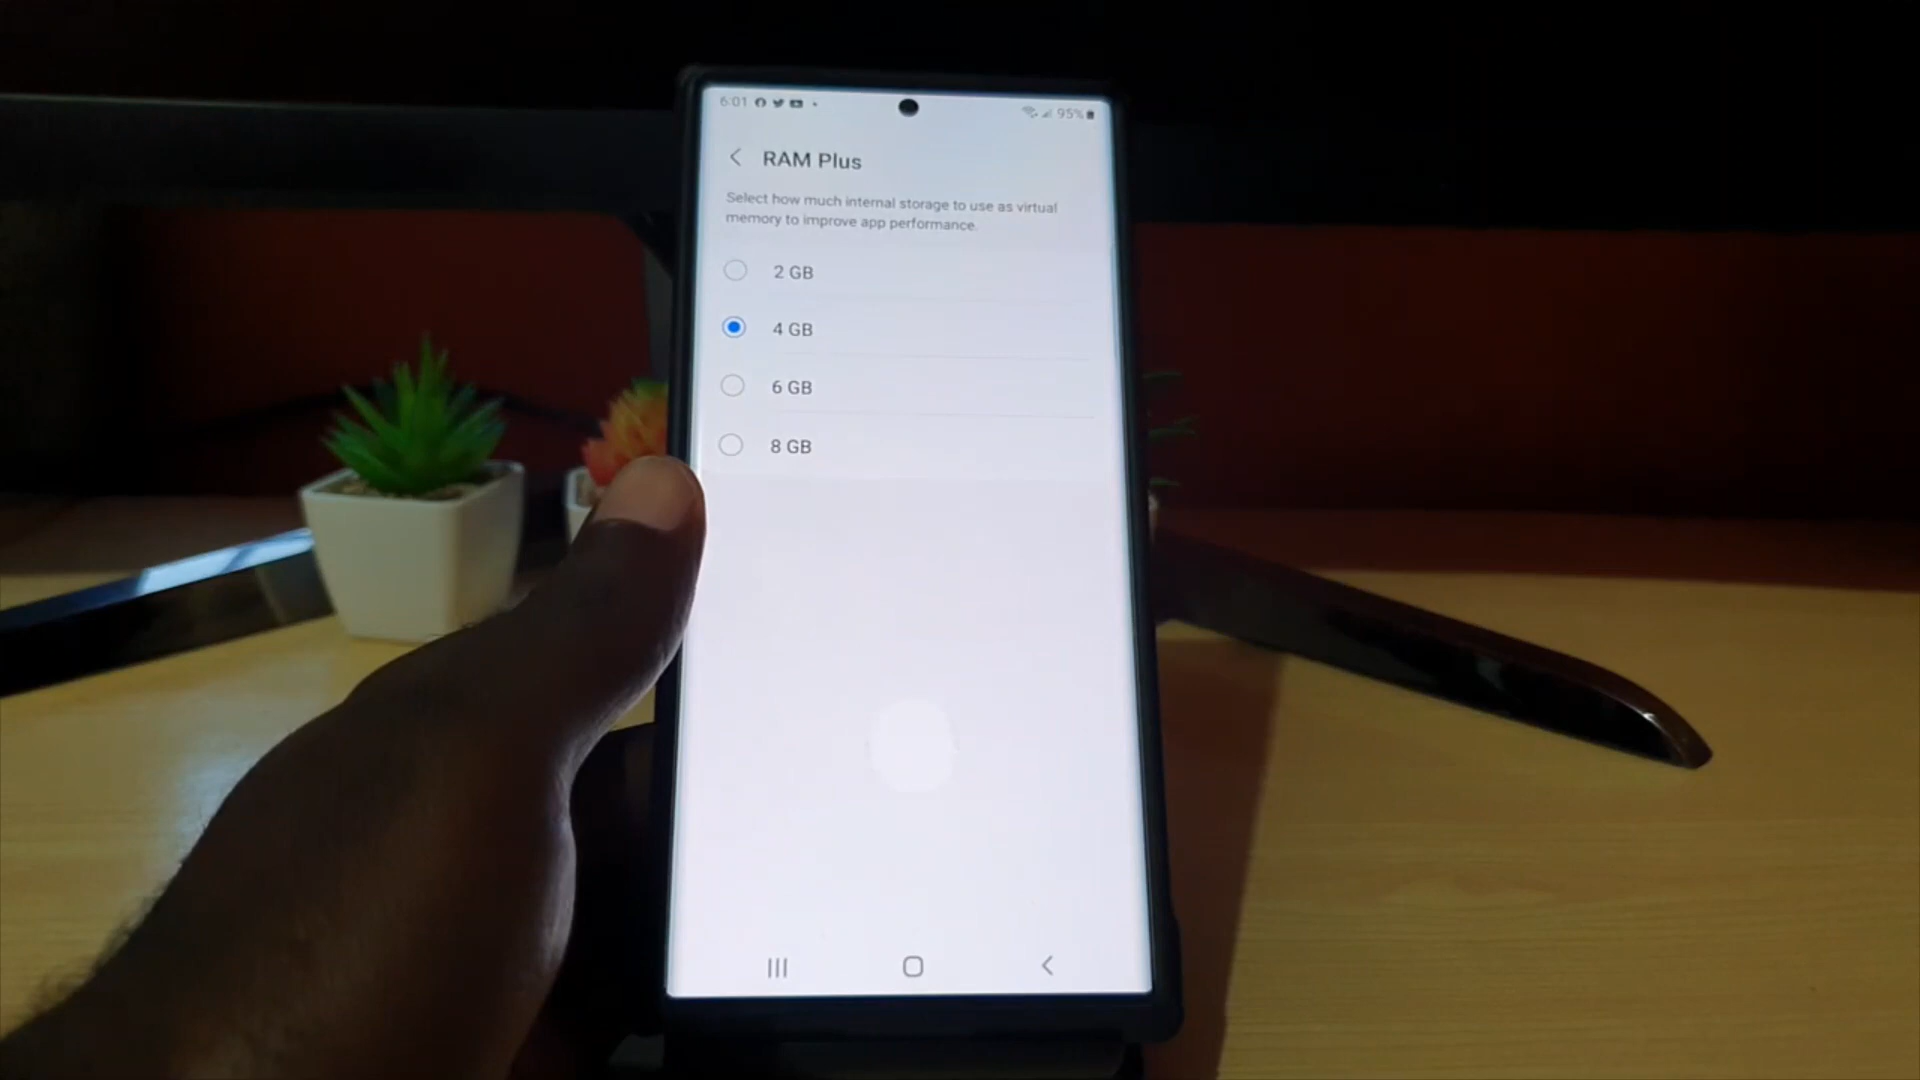 6:01
95%
RAM Plus
Select how much internal storage to use as virtual
memory to improve app performance.
2 GB
4 GB
6 GB
8 GB